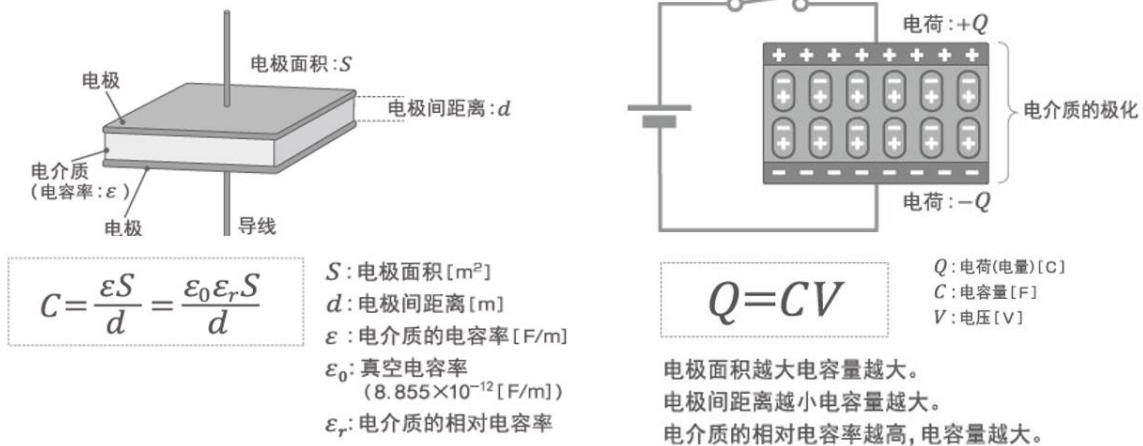 电极面积:S
电极
电极间距离:d
电介质
(电容率:ε)
电极
导线
C=εS/d=ε₀εᵣS/d
S:电极面积[m²]
d:电极间距离[m]
ε:电介质的电容率[F/m]
ε₀:真空电容率
(8.855×10⁻¹²[F/m])
εᵣ:电介质的相对电容率
电荷:+Q
+ + + + + + + +
电介质的极化
- - - - - - - -
电荷:-Q
Q=CV
Q:电荷(电量)[C]
C:电容量[F]
V:电压[V]
电极面积越大电容量越大。
电极间距离越小电容量越大。
电介质的相对电容率越高,电容量越大。